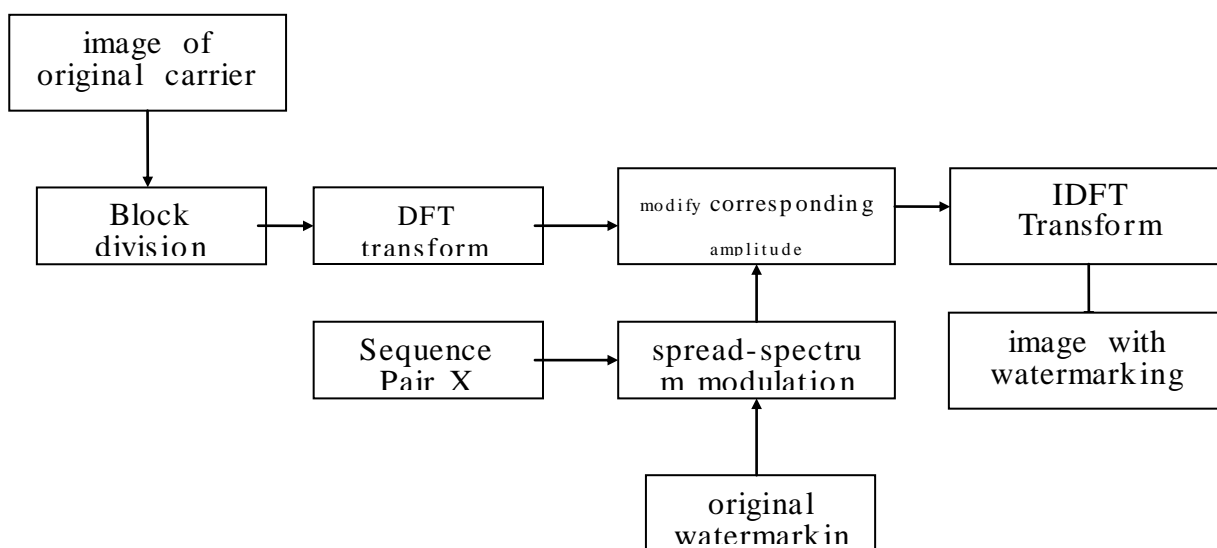 image of
original carrier
Block
division
DFT
transform
modify corresponding
amplitude
IDFT
Transform
Sequence
Pair X
spread-spectru
m modulation
image with
watermarking
original
watermarkin